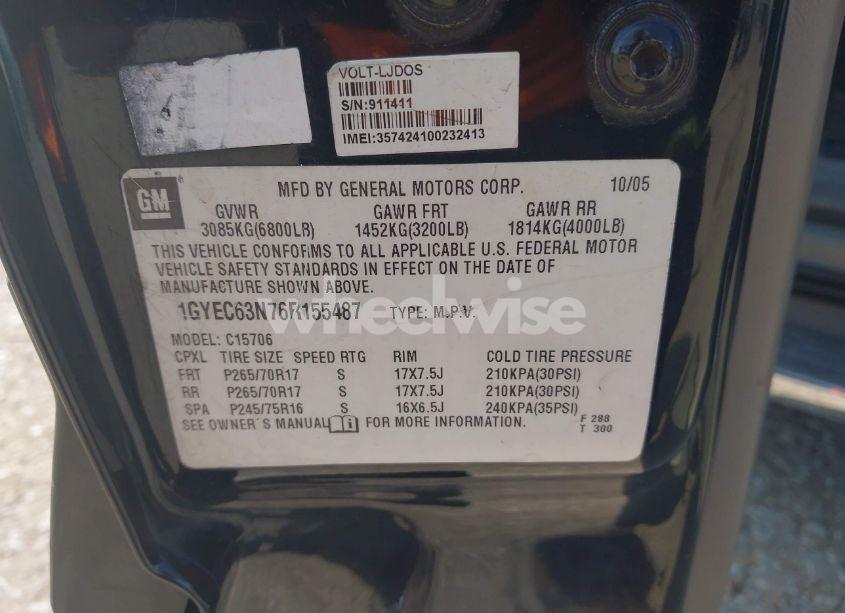 VOLT-LJDOS
S/N:911411
IMEI:357424100232413
GM
MFD BY GENERAL MOTORS CORP. 10/05
GVWR GAWR FRT GAWR RR
3085KG(6800LB) 1452KG(3200LB) 1814KG(4000LB)
THIS VEHICLE CONFORMS TO ALL APPLICABLE U.S. FEDERAL MOTOR
VEHICLE SAFETY STANDARDS IN EFFECT ON THE DATE OF
MANUFACTURE SHOWN ABOVE.
1GYEC63N76R155487 TYPE: M.P.V.
wheelwise
MODEL: C15706
CPXL TIRE SIZE SPEED RTG RIM COLD TIRE PRESSURE
FRT P265/70R17 S 17X7.5J 210KPA(30PSI)
RR P265/70R17 S 17X7.5J 210KPA(30PSI)
SPA P245/75R16 S 16X6.5J 240KPA(35PSI)
SEE OWNER'S MANUAL FOR MORE INFORMATION. F 288
T 300